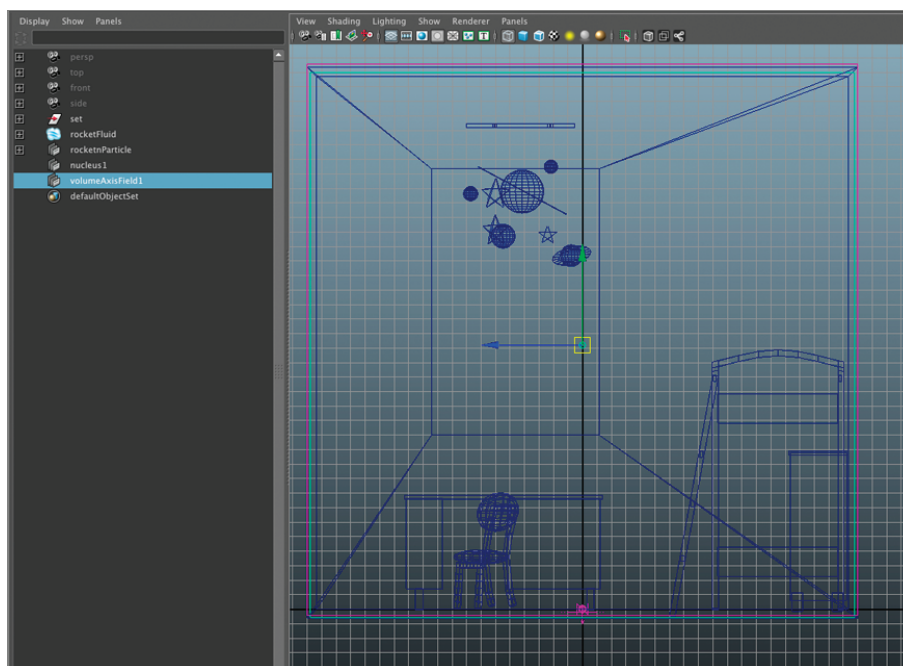 Display Show Panels
View Shading Lighting Show Renderer Panels
persp
top
front
side
set
rocketFluid
rocketnParticle
nucleus1
volumeAxisField1
defaultObjectSet